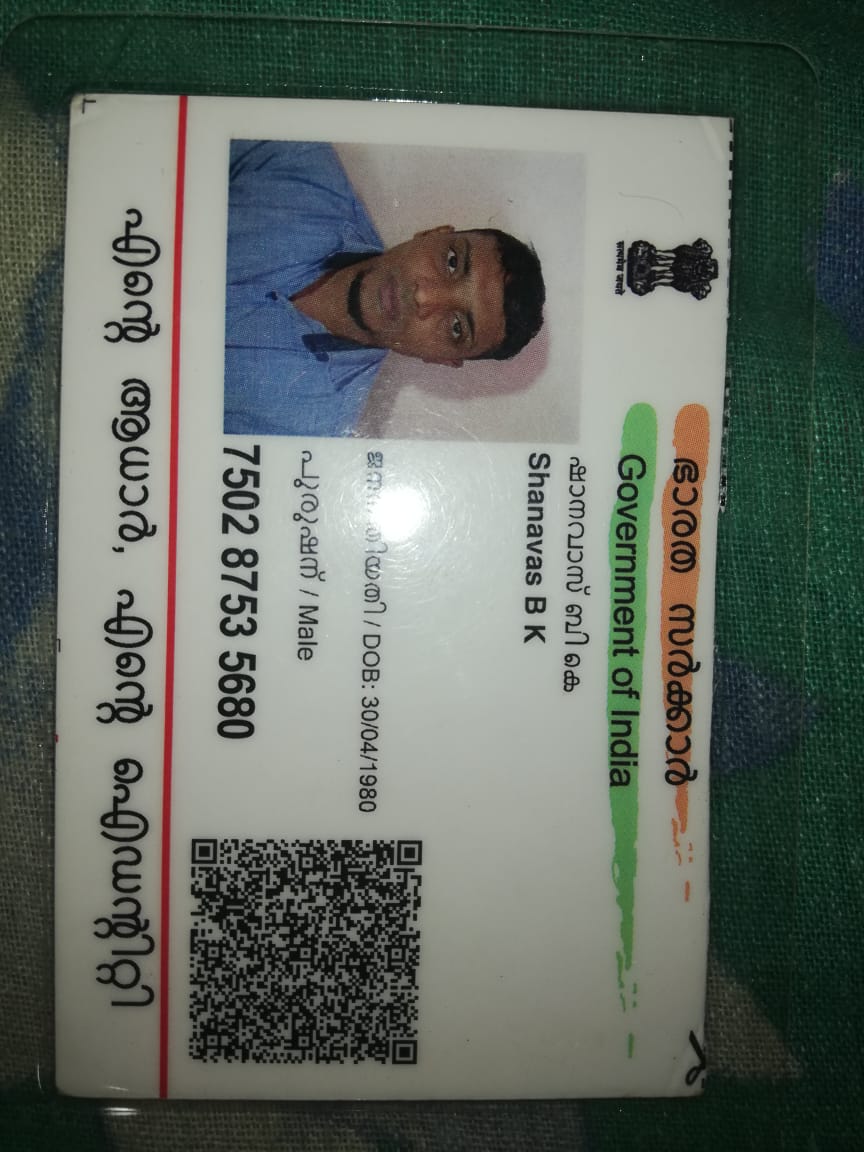 ഭാരത സർക്കാർ
Government of India
सत्यमेव जयते
ഷാനവാസ് ബി കെ
Shanavas B K
തിയതി / DOB: 30/04/1980
പുരുഷന് / Male
7502 8753 5680
എന്റെ ആധാർ, എന്റെ ഐഡന്റിറ്റി